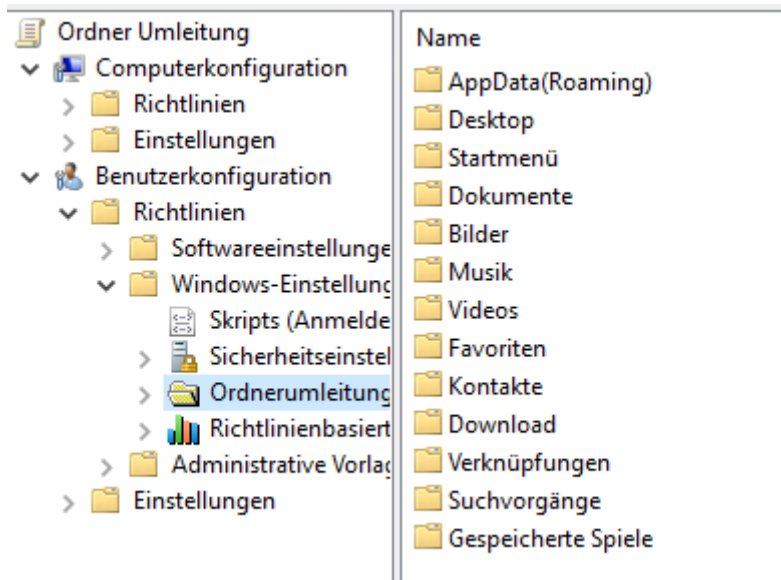 Ordner Umleitung
Computerkonfiguration
Richtlinien
Einstellungen
Benutzerkonfiguration
Richtlinien
Softwareeinstellunge
Windows-Einstellung
Skripts (Anmelde
Sicherheitseinstel
Ordnerumleitung
Richtlinienbasiert
Administrative Vorlag
Einstellungen
Name
AppData(Roaming)
Desktop
Startmenü
Dokumente
Bilder
Musik
Videos
Favoriten
Kontakte
Download
Verknüpfungen
Suchvorgänge
Gespeicherte Spiele